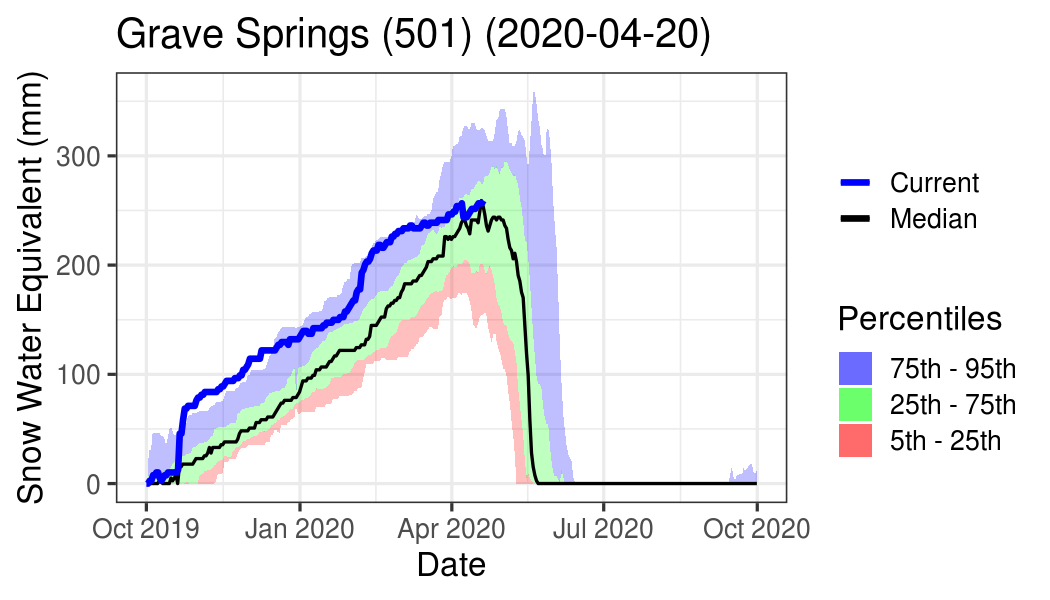 Grave Springs (501) (2020-04-20)
Snow Water Equivalent (mm)
300
200
100
0
Oct 2019 Jan 2020 Apr 2020 Jul 2020 Oct 2020
Date
Current
Median
Percentiles
75th - 95th
25th - 75th
5th - 25th